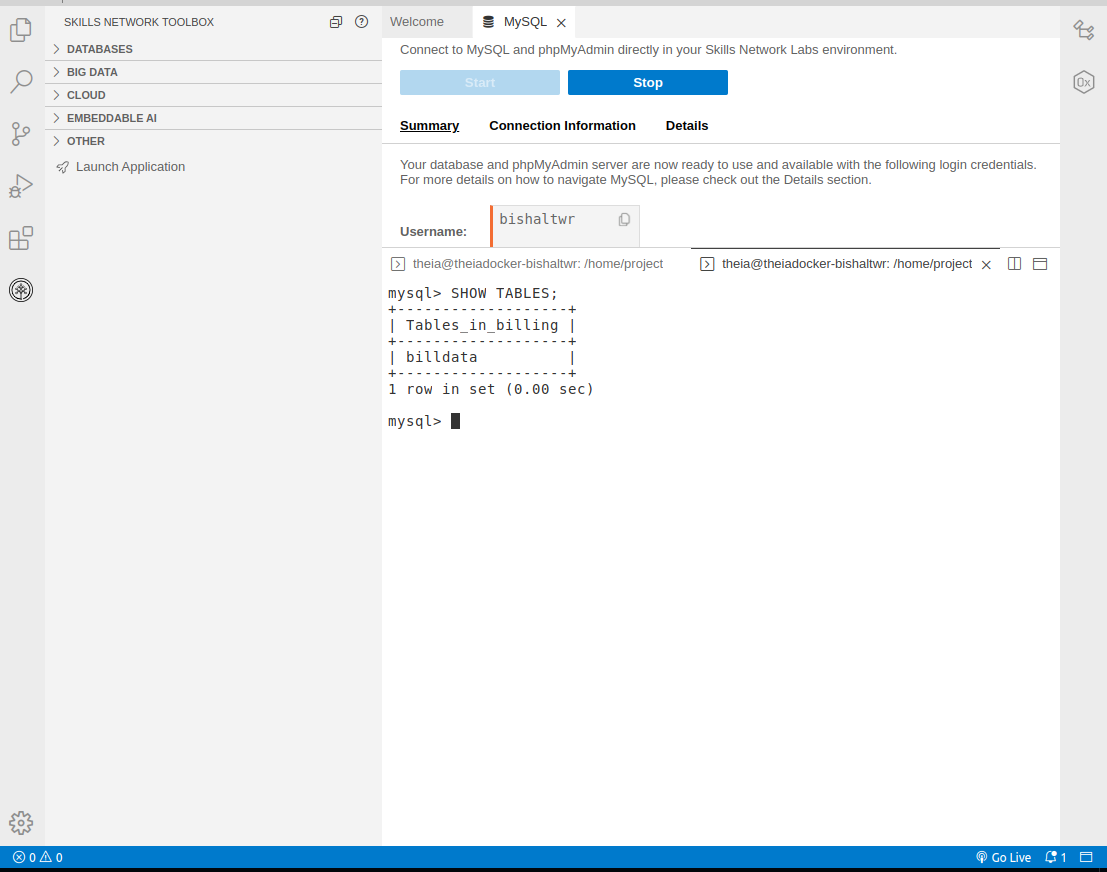 SKILLS NETWORK TOOLBOX
DATABASES
BIG DATA
CLOUD
EMBEDDABLE AI
OTHER
Launch Application
Welcome
MySQL
Connect to MySQL and phpMyAdmin directly in your Skills Network Labs environment.
Start
Stop
Summary
Connection Information
Details
Your database and phpMyAdmin server are now ready to use and available with the following login credentials.
For more details on how to navigate MySQL, please check out the Details section.
Username:
bishaltwr
theia@theiadocker-bishaltwr: /home/project
theia@theiadocker-bishaltwr: /home/project
mysql> SHOW TABLES;
+-------------------+
| Tables_in_billing |
+-------------------+
| billdata          |
+-------------------+
1 row in set (0.00 sec)
mysql>
0x
0 0
Go Live
1